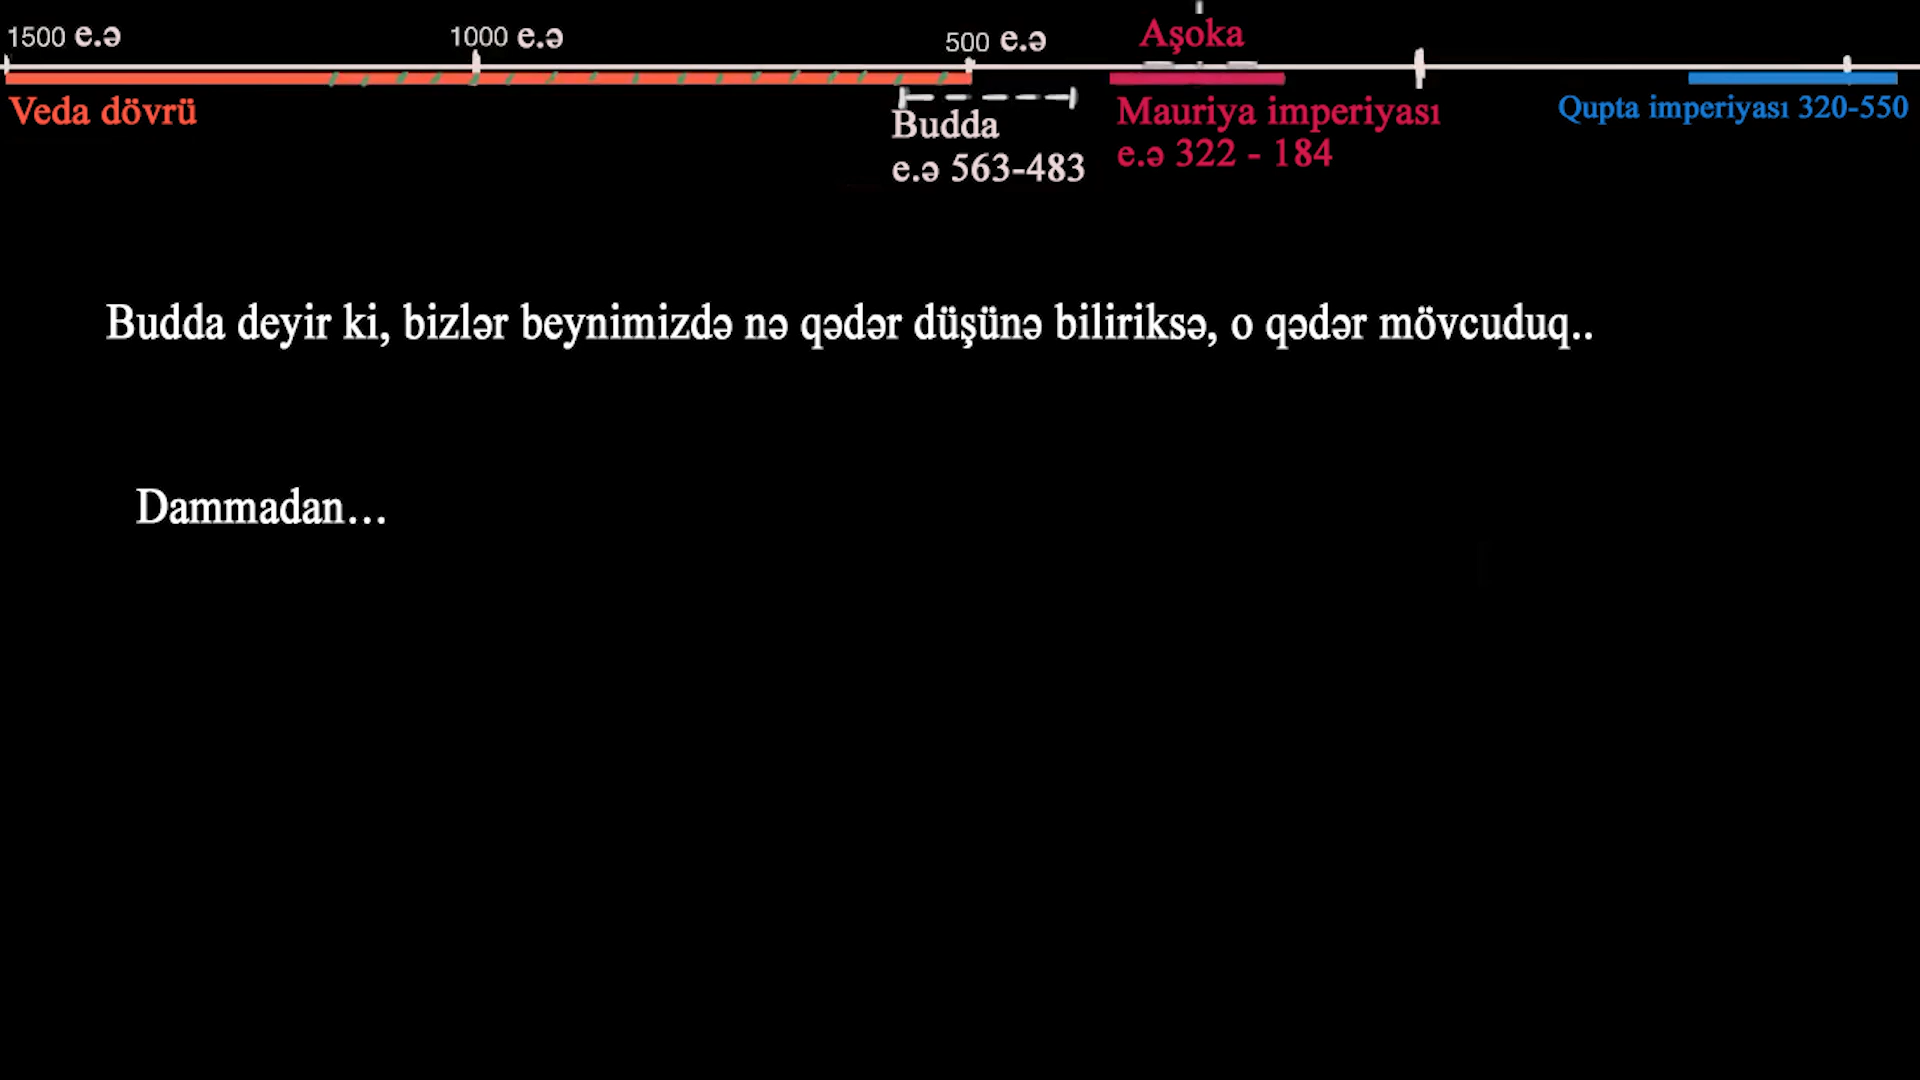 1500 e.ə
1000 e.ə
500 e.ə
Aşoka
Veda dövrü
Budda
e.ə 563-483
Mauriya imperiyası
e.ə 322 - 184
Qupta imperiyası 320-550
Budda deyir ki, bizlər beynimizdə nə qədər düşünə biliriksə, o qədər mövcuduq..
Dammadan...